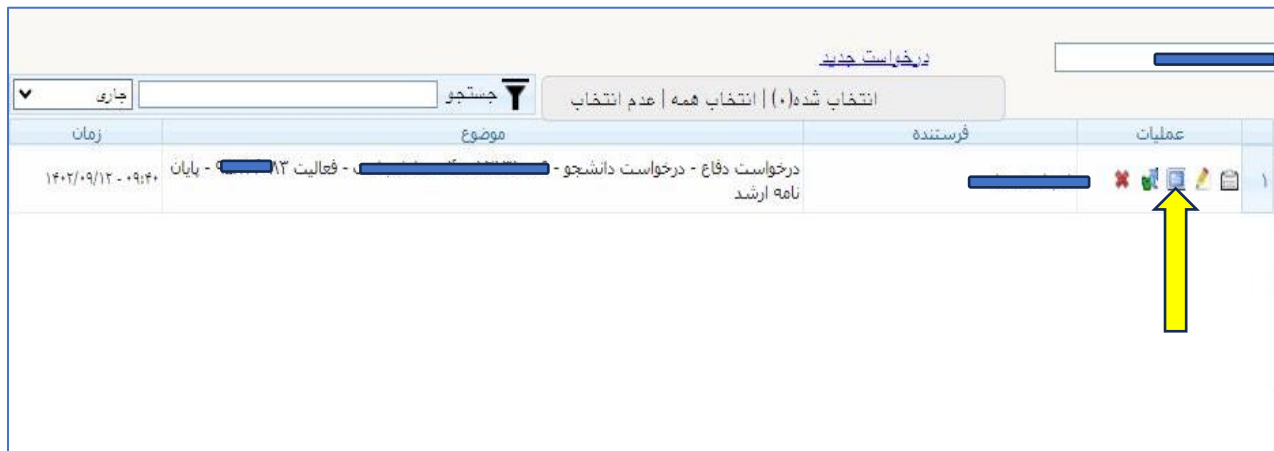 درخواست جدید
انتخاب شده(۰) | انتخاب همه | عدم انتخاب
جستجو
جاری
عملیات
فرستنده
موضوع
زمان
۱
درخواست دفاع - درخواست دانشجو - - فعالیت ۸۳ - پایان
نامه ارشد
۱۴۰۲/۰۹/۱۲ - ۰۹:۴۰